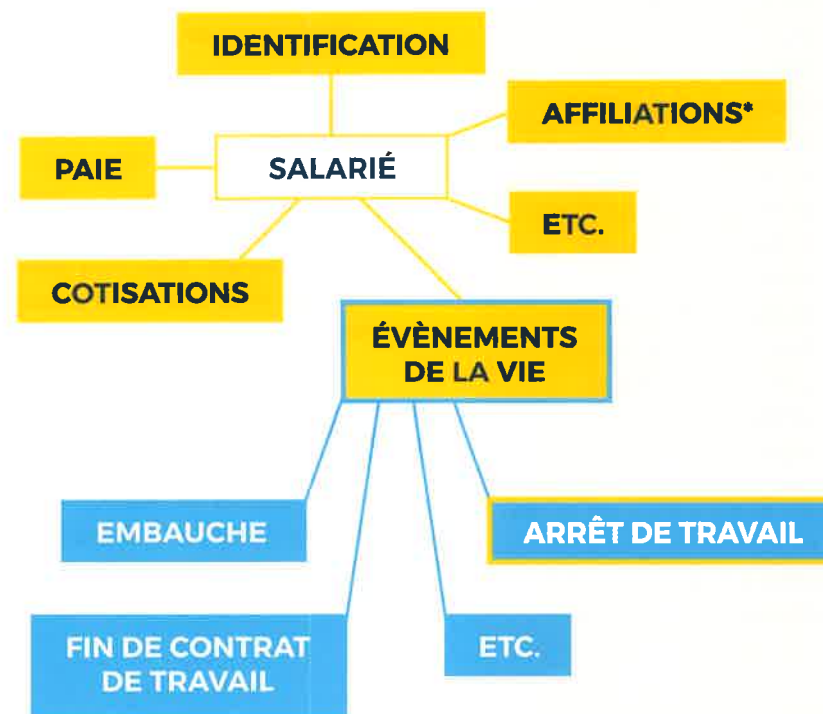 IDENTIFICATION
AFFILIATIONS*
PAIE
SALARIÉ
ETC.
COTISATIONS
ÉVÈNEMENTS
DE LA VIE
EMBAUCHE
ARRÊT DE TRAVAIL
FIN DE CONTRAT
DE TRAVAIL
ETC.